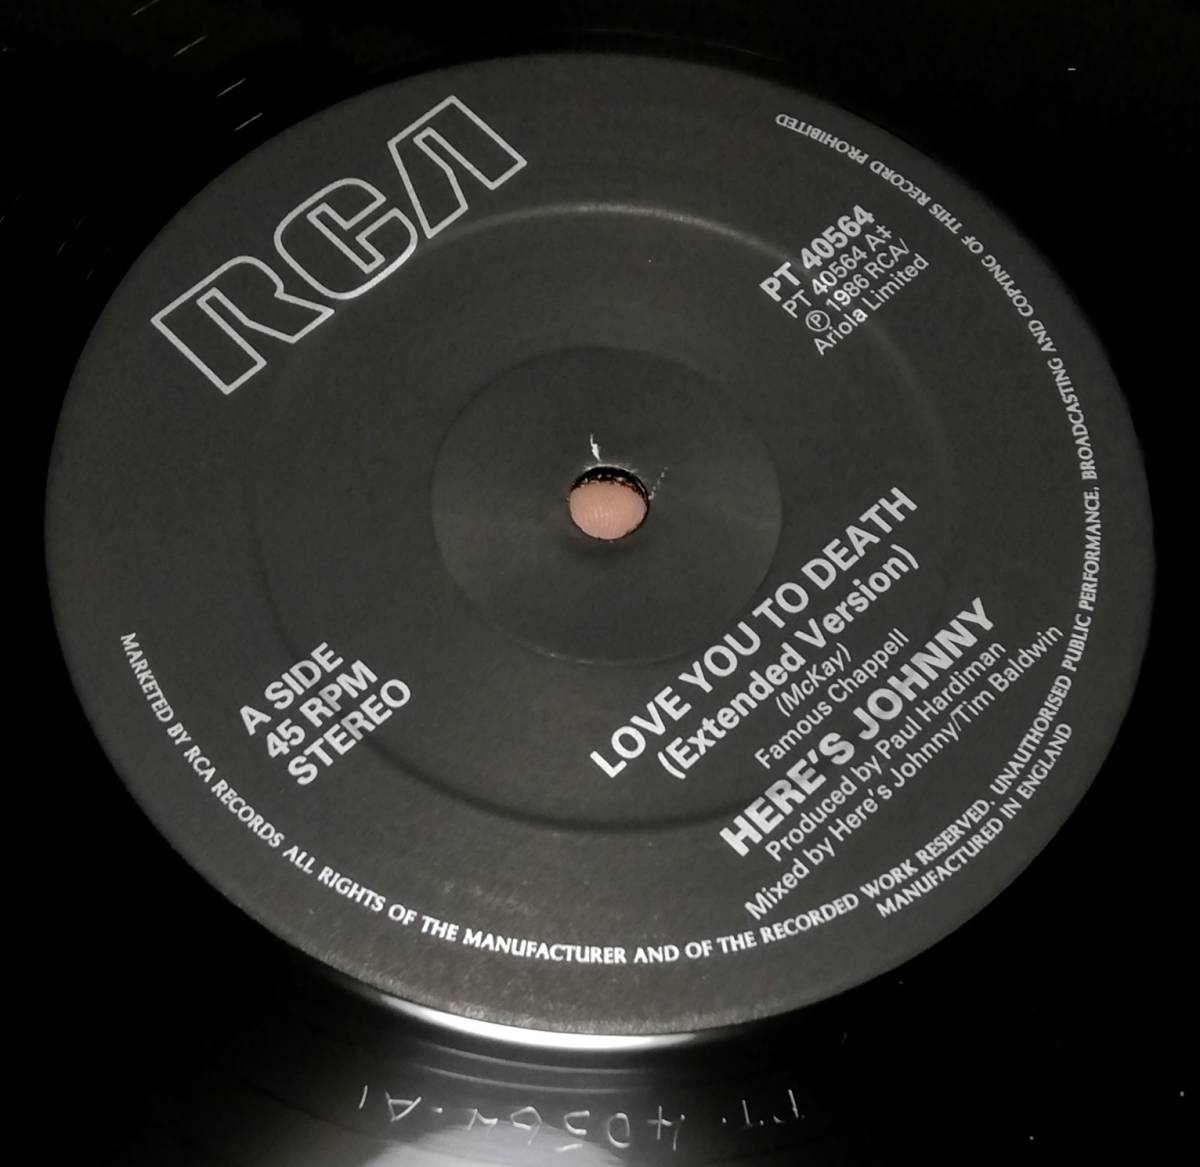 RCA
PT 40564
PT 40564 A‡
Ⓟ 1986 RCA/
Ariola Limited
A SIDE
45 RPM
STEREO
LOVE YOU TO DEATH
(Extended Version)
(McKay)
Famous Chappell
HERE'S JOHNNY
Produced by Paul Hardiman
Mixed by Here's Johnny/Tim Baldwin
MARKETED BY RCA RECORDS ALL RIGHTS OF THE MANUFACTURER AND OF THE RECORDED WORK RESERVED. UNAUTHORISED PUBLIC PERFORMANCE, BROADCASTING AND COPYING OF THIS RECORD PROHIBITED
MANUFACTURED IN ENGLAND
PT·40564·A1